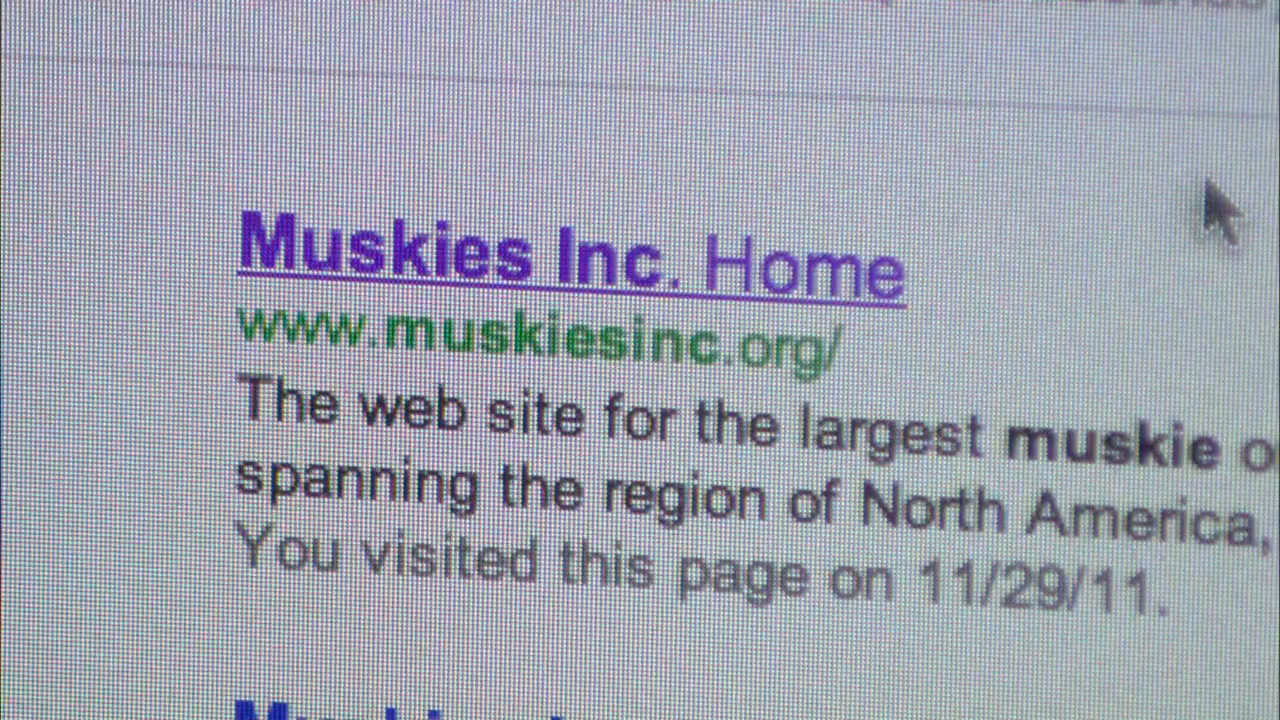 Muskies Inc. Home
www.muskiesinc.org/
The web site for the largest muskie
spanning the region of North America,
You visited this page on 11/29/11.